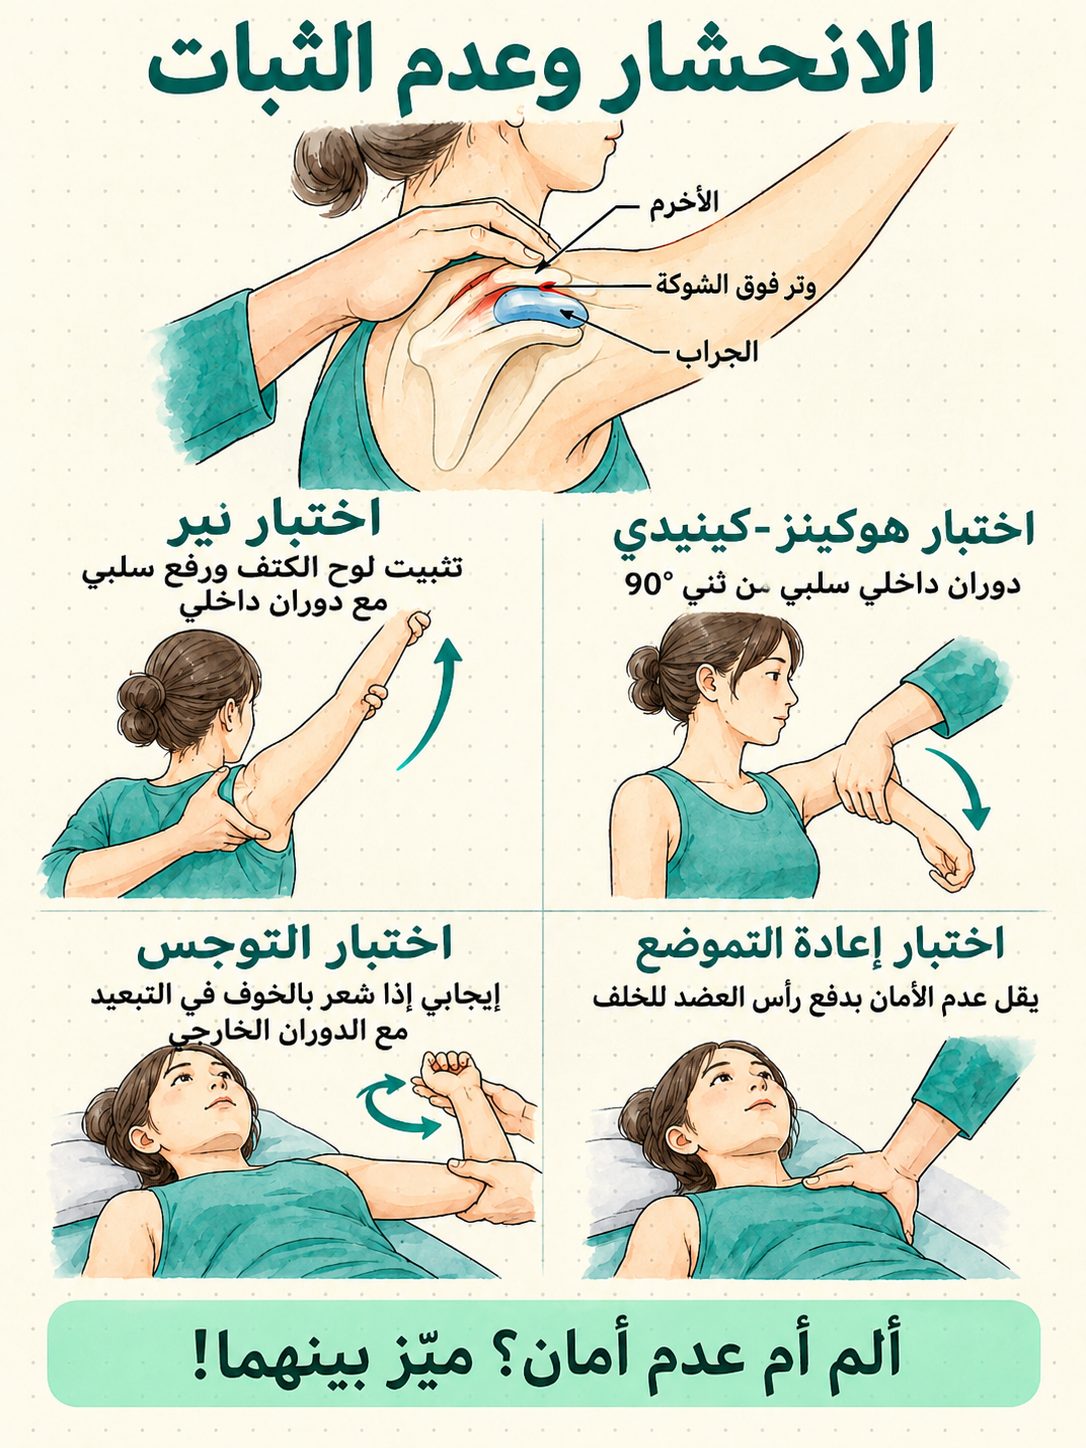 الانحشار وعدم الثبات
الأخرم
وتر فوق الشوكة
الجراب
اختبار هوكينز-كينيدي
دوران داخلي سلبي من ثني 90°
اختبار نير
تثبيت لوح الكتف ورفع سلبي
مع دوران داخلي
اختبار إعادة التموضع
يقل عدم الأمان بدفع رأس العضد للخلف
اختبار التوجس
إيجابي إذا شعر بالخوف في التبعيد
مع الدوران الخارجي
ألم أم عدم أمان؟ ميّز بينهما!